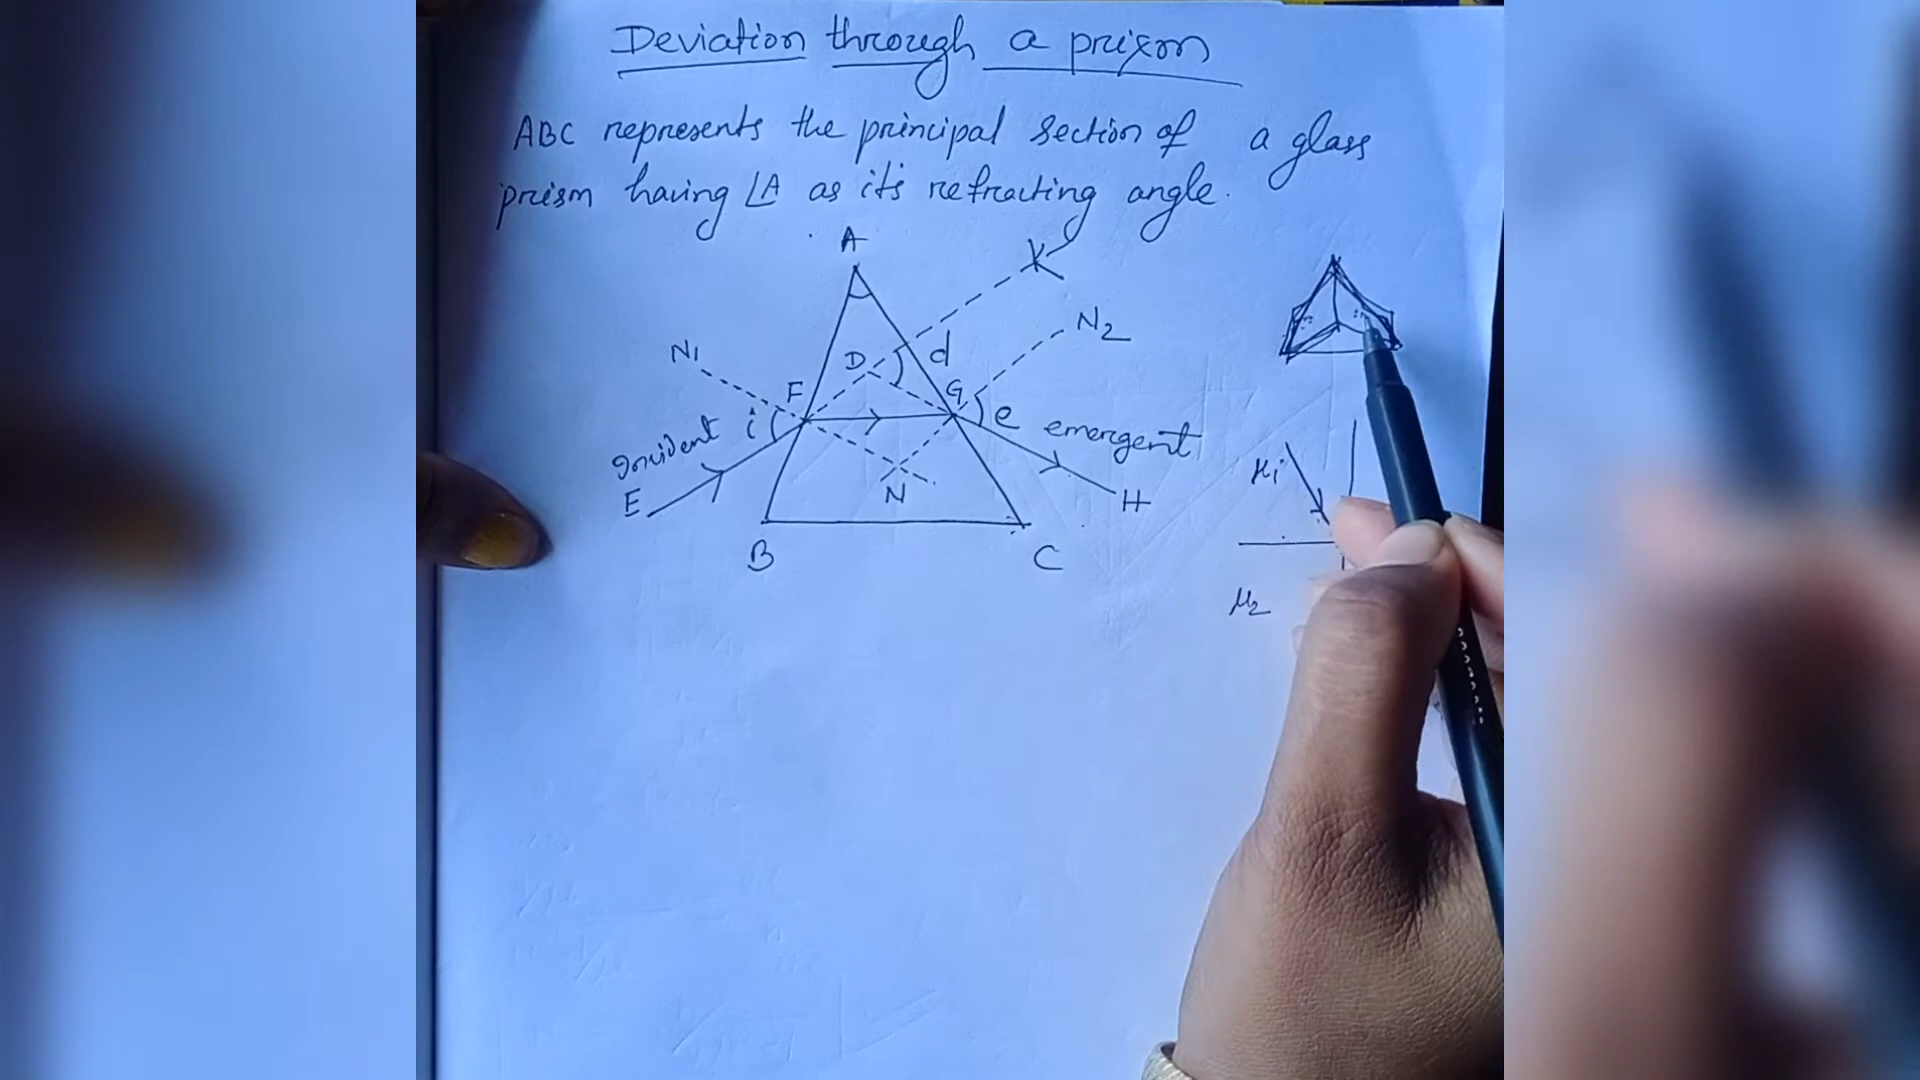 Deviation through a prism
ABC represents the principal section of a glass
prism having ∠A as its refracting angle.
A
K
N1
N2
D
d
F
G
i
e
Incident
emergent
E
N
H
B
C
μi
μ2